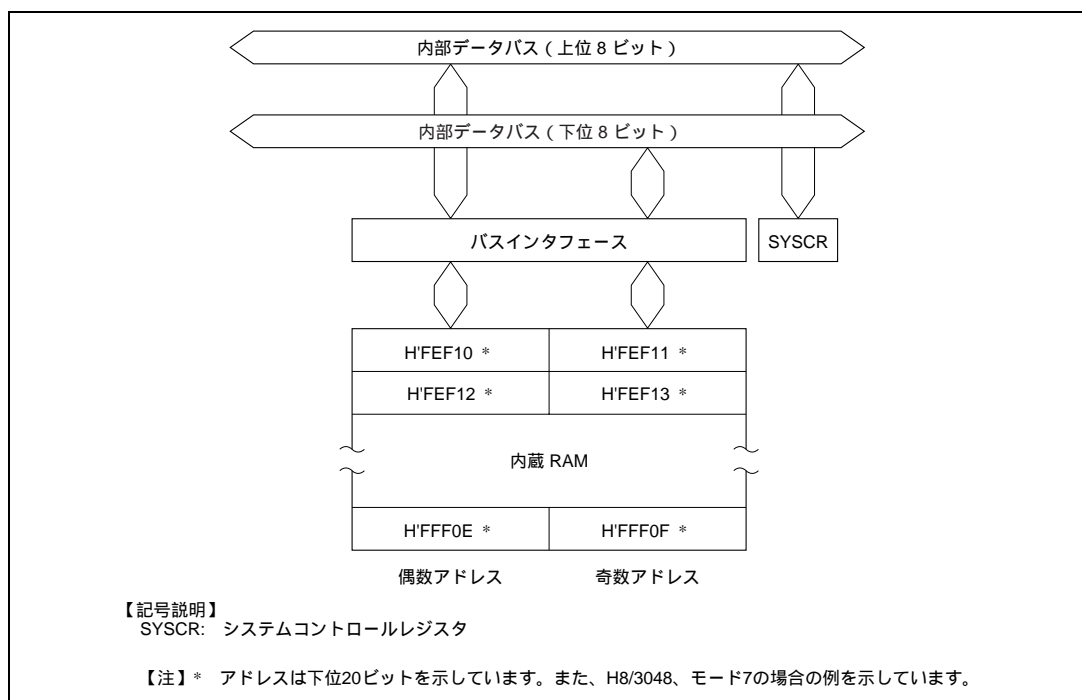 内部データバス ( 上位 8 ビット )
内部データバス ( 下位 8 ビット )
バスインタフェース
SYSCR
H'FEF10 *
H'FEF11 *
H'FEF12 *
H'FEF13 *
内蔵 RAM
H'FFF0E *
H'FFF0F *
偶数アドレス
奇数アドレス
【記号説明】
SYSCR: システムコントロールレジスタ
【注】* アドレスは下位20ビットを示しています。また、H8/3048、モード7の場合の例を示しています。